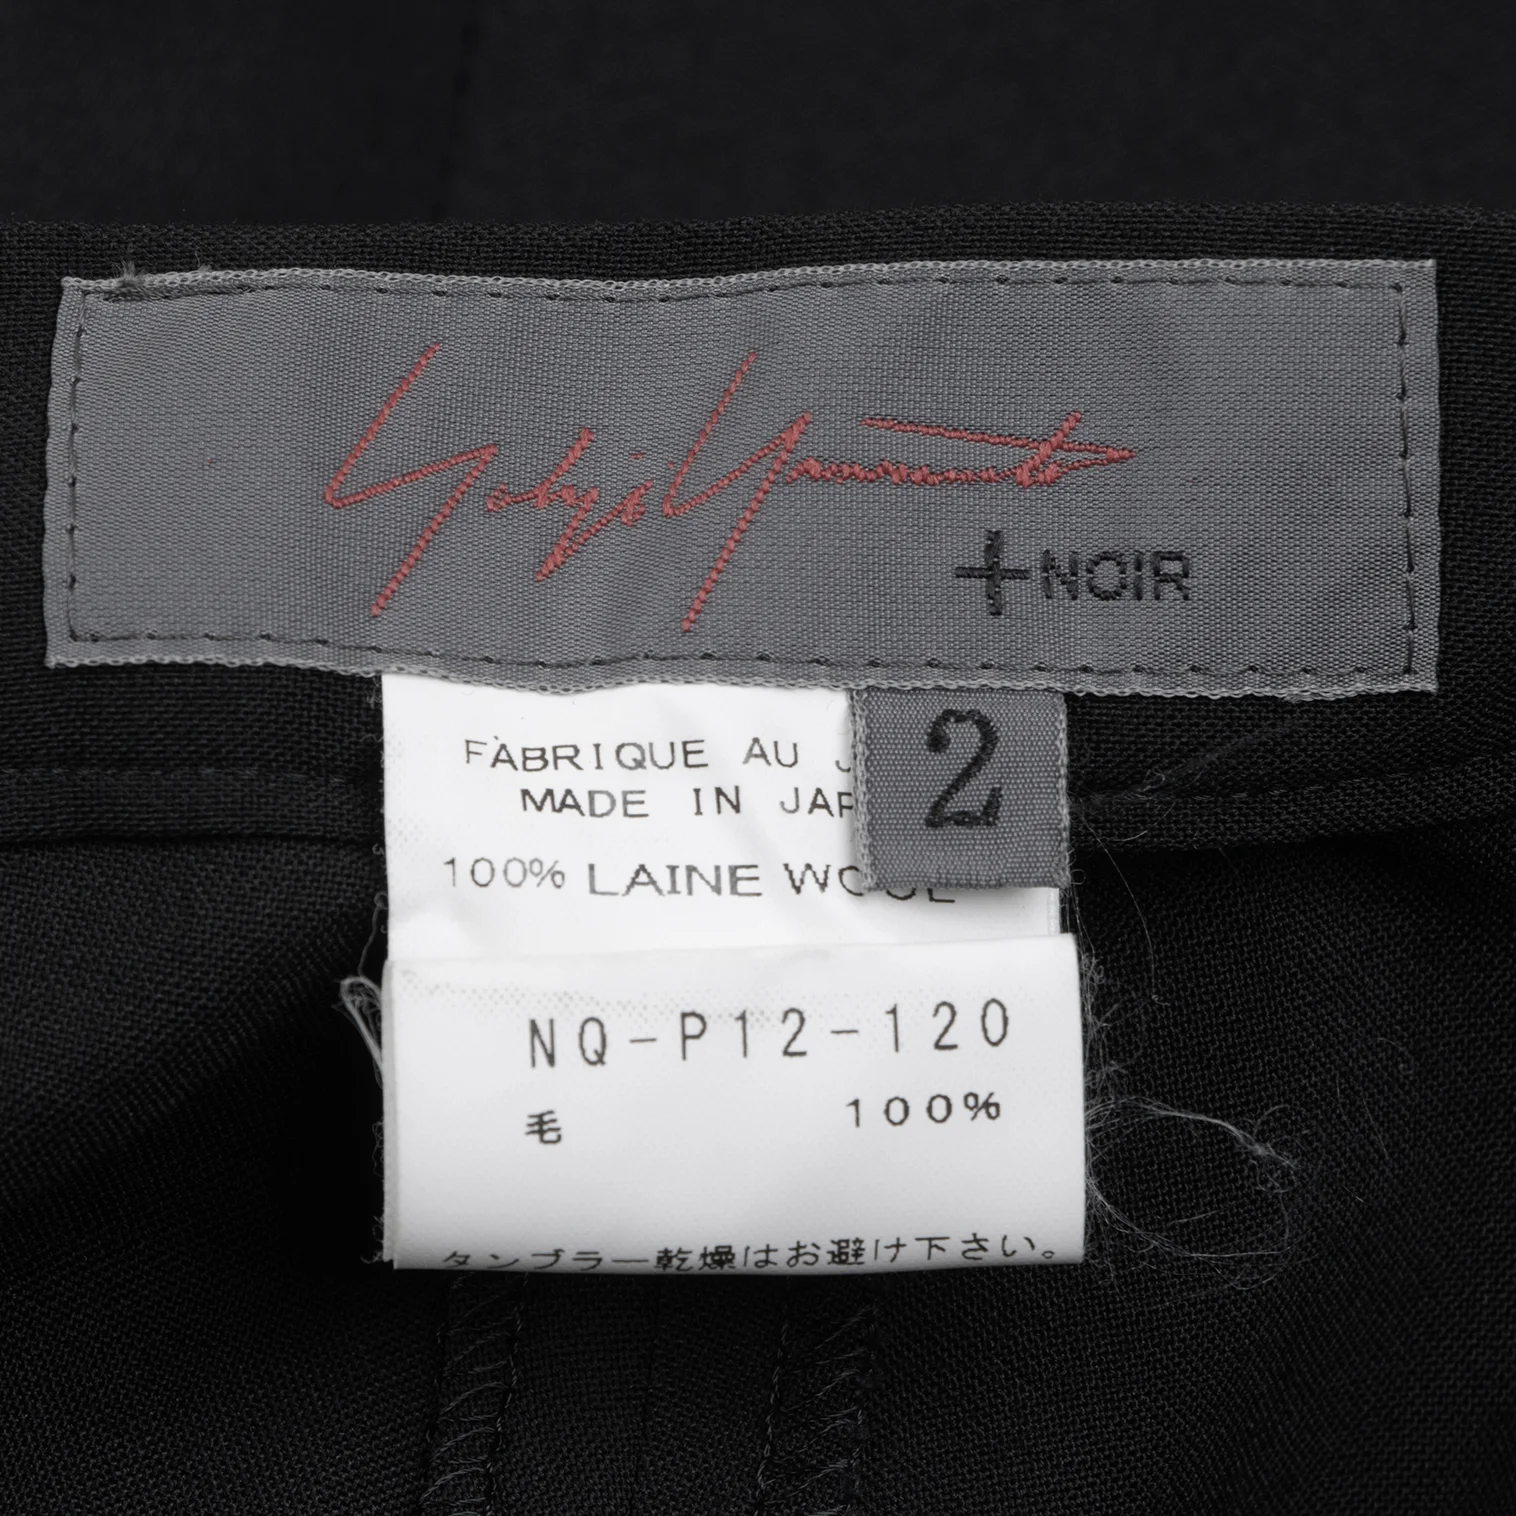 Yohji Yamamoto
+NOIR
2
FABRIQUE AU J
MADE IN JAP
100% LAINE WOOL
NQ-P12-120
毛 100%
タンブラー乾燥はお避け下さい。